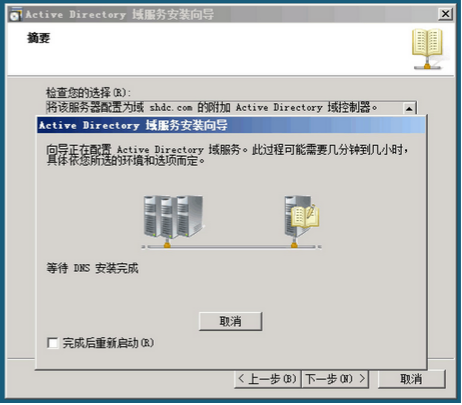 Active Directory 域服务安装向导
摘要
检查您的选择(R):
将该服务器配置为域 shdc.com 的附加 Active Directory 域控制器。
Active Directory 域服务安装向导
向导正在配置 Active Directory 域服务。此过程可能需要几分钟到几小时,
具体依您所选的环境和选项而定。
等待 DNS 安装完成
取消
完成后重新启动(R)
< 上一步(B) 下一步(N) > 取消